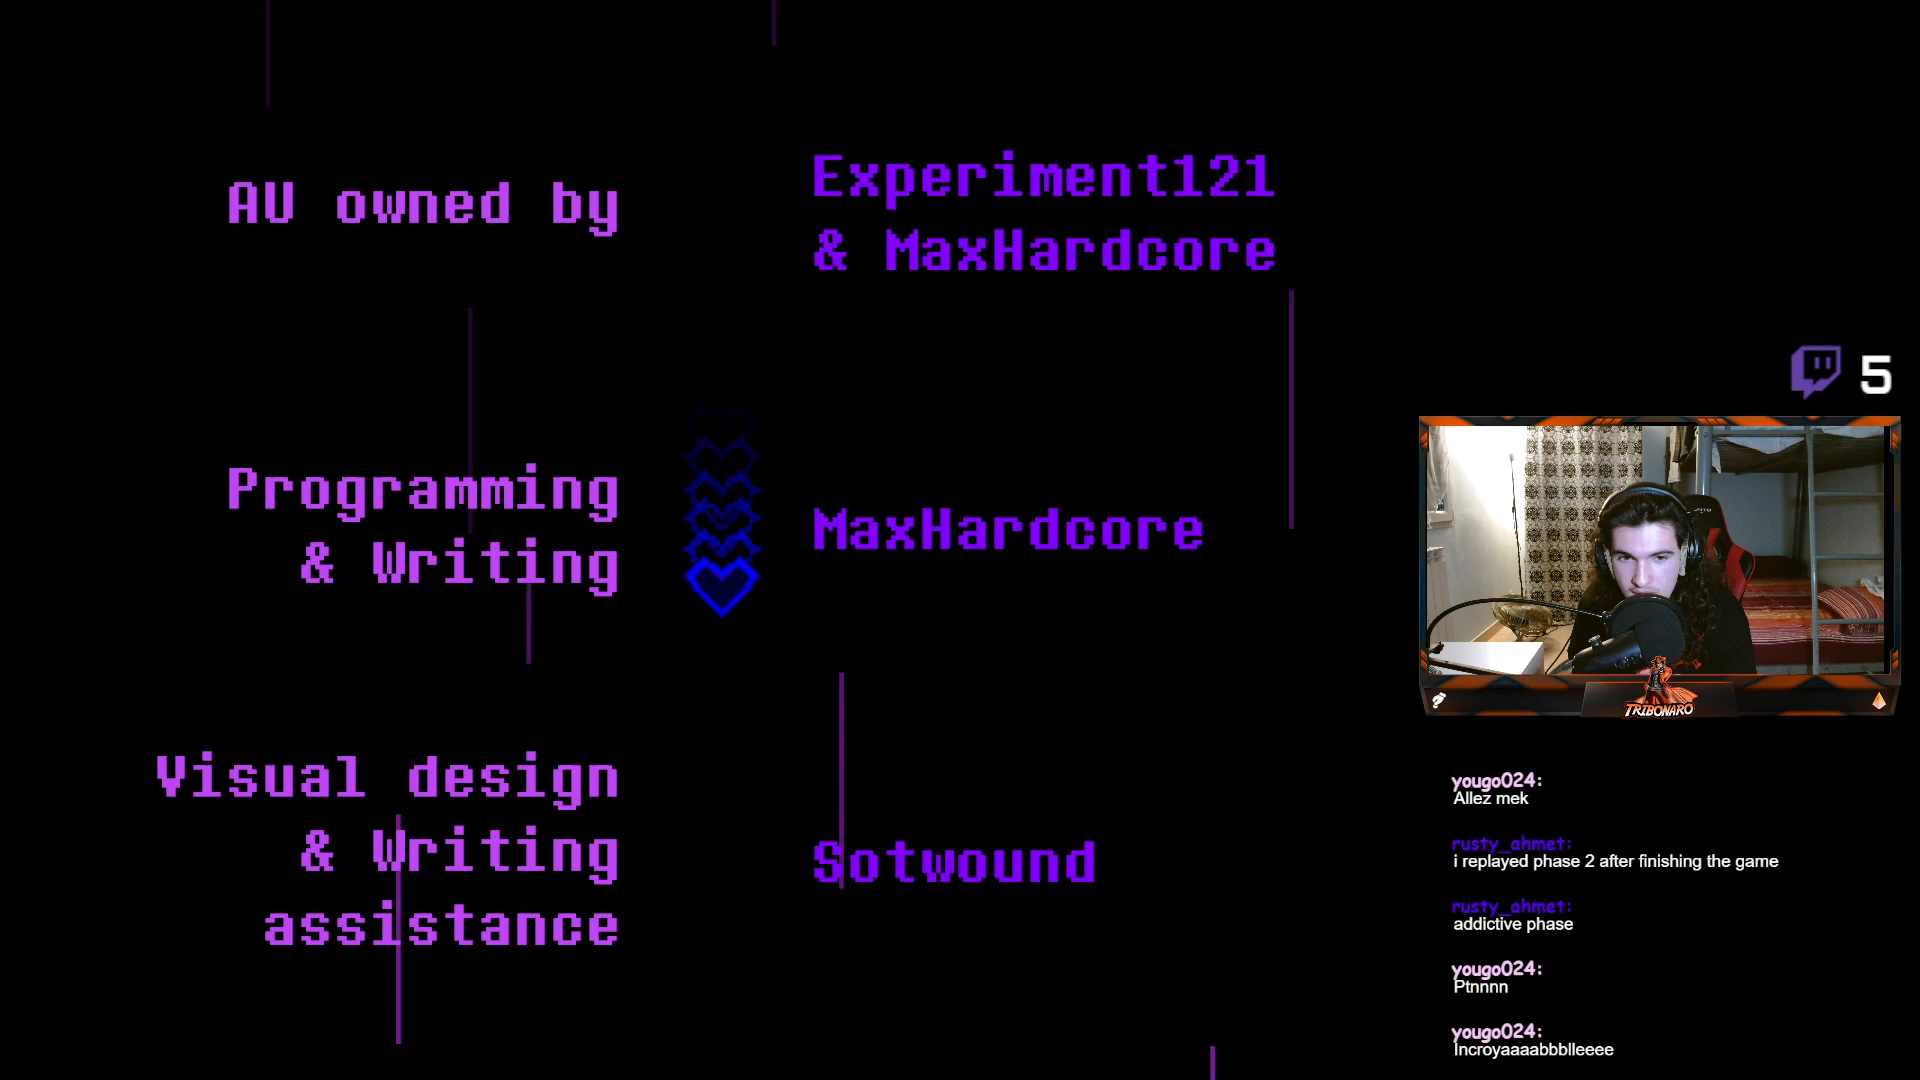 AU owned by
Experiment121
& MaxHardcore
Programming
& Writing
MaxHardcore
Visual design
& Writing
assistance
Sotwound
5
TRIBONARO
yougo024:
Allez mek
rusty_ahmet:
i replayed phase 2 after finishing the game
rusty_ahmet:
addictive phase
yougo024:
Ptnnnn
yougo024:
Incroyaaaabbblleeee